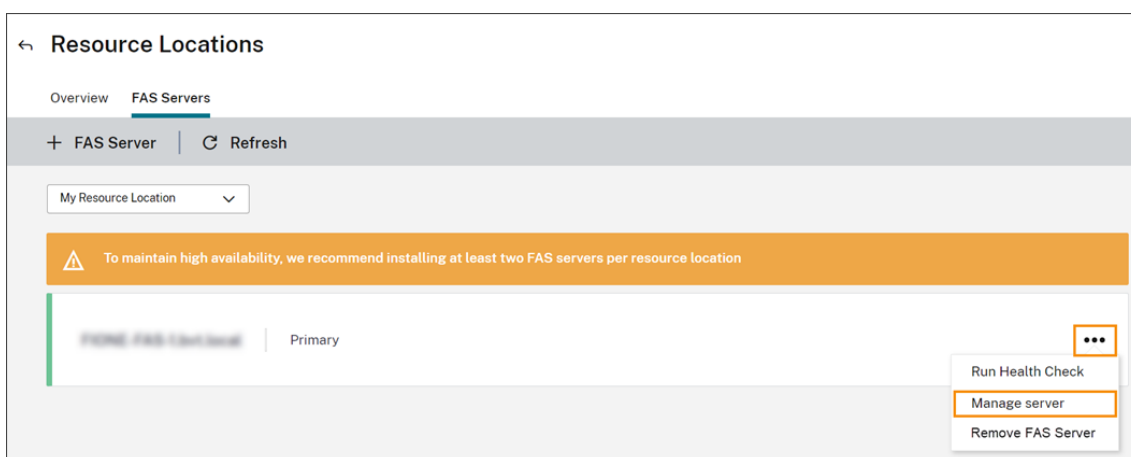 Resource Locations
Overview FAS Servers
+ FAS Server Refresh
My Resource Location
To maintain high availability, we recommend installing at least two FAS servers per resource location
Primary
Run Health Check
Manage server
Remove FAS Server